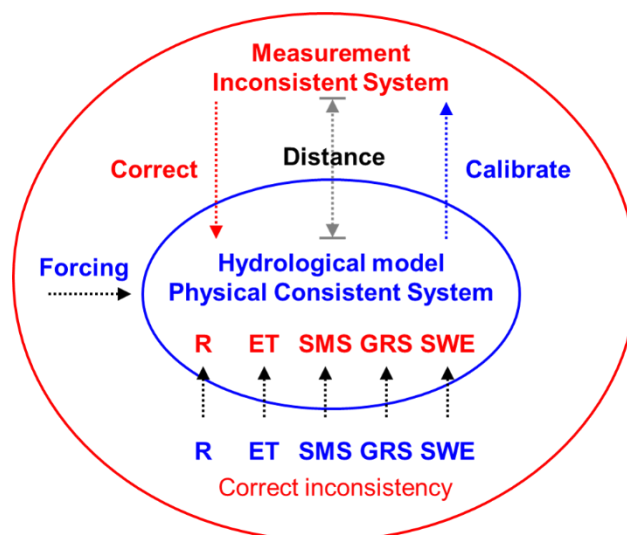 Measurement
Inconsistent System
Correct
Distance
Calibrate
Forcing
Hydrological model
Physical Consistent System
R ET SMS GRS SWE
R ET SMS GRS SWE
Correct inconsistency